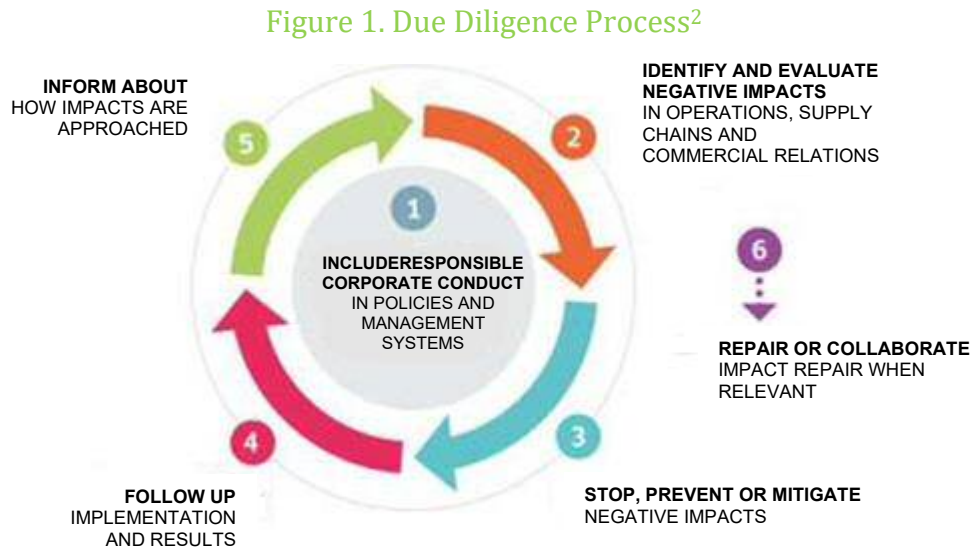 Figure 1. Due Diligence Process2
INFORM ABOUT
HOW IMPACTS ARE
APPROACHED
5
2
IDENTIFY AND EVALUATE
NEGATIVE IMPACTS
IN OPERATIONS, SUPPLY
CHAINS AND
COMMERCIAL RELATIONS
1
INCLUDERESPONSIBLE
CORPORATE CONDUCT
IN POLICIES AND
MANAGEMENT
SYSTEMS
6
REPAIR OR COLLABORATE
IMPACT REPAIR WHEN
RELEVANT
4
3
FOLLOW UP
IMPLEMENTATION
AND RESULTS
STOP, PREVENT OR MITIGATE
NEGATIVE IMPACTS